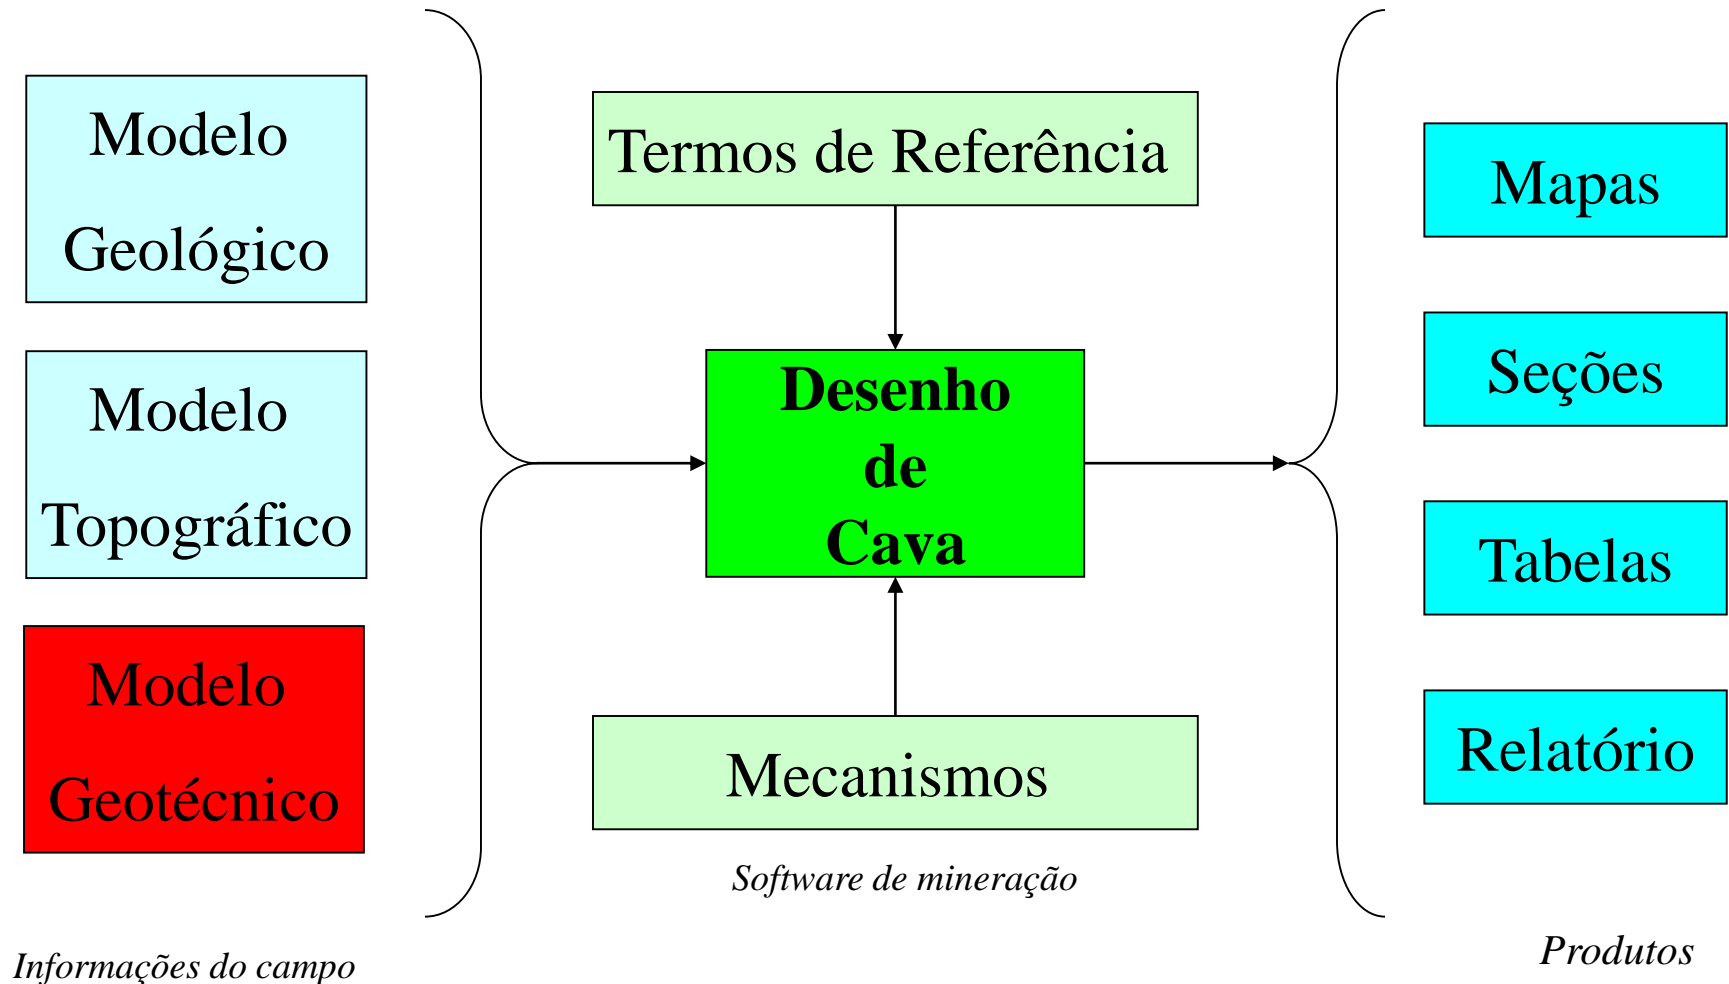 Modelo
Geológico
Modelo
Topográfico
Modelo
Geotécnico
Informações do campo
Termos de Referência
Desenho
de
Cava
Mecanismos
Software de mineração
Mapas
Seções
Tabelas
Relatório
Produtos